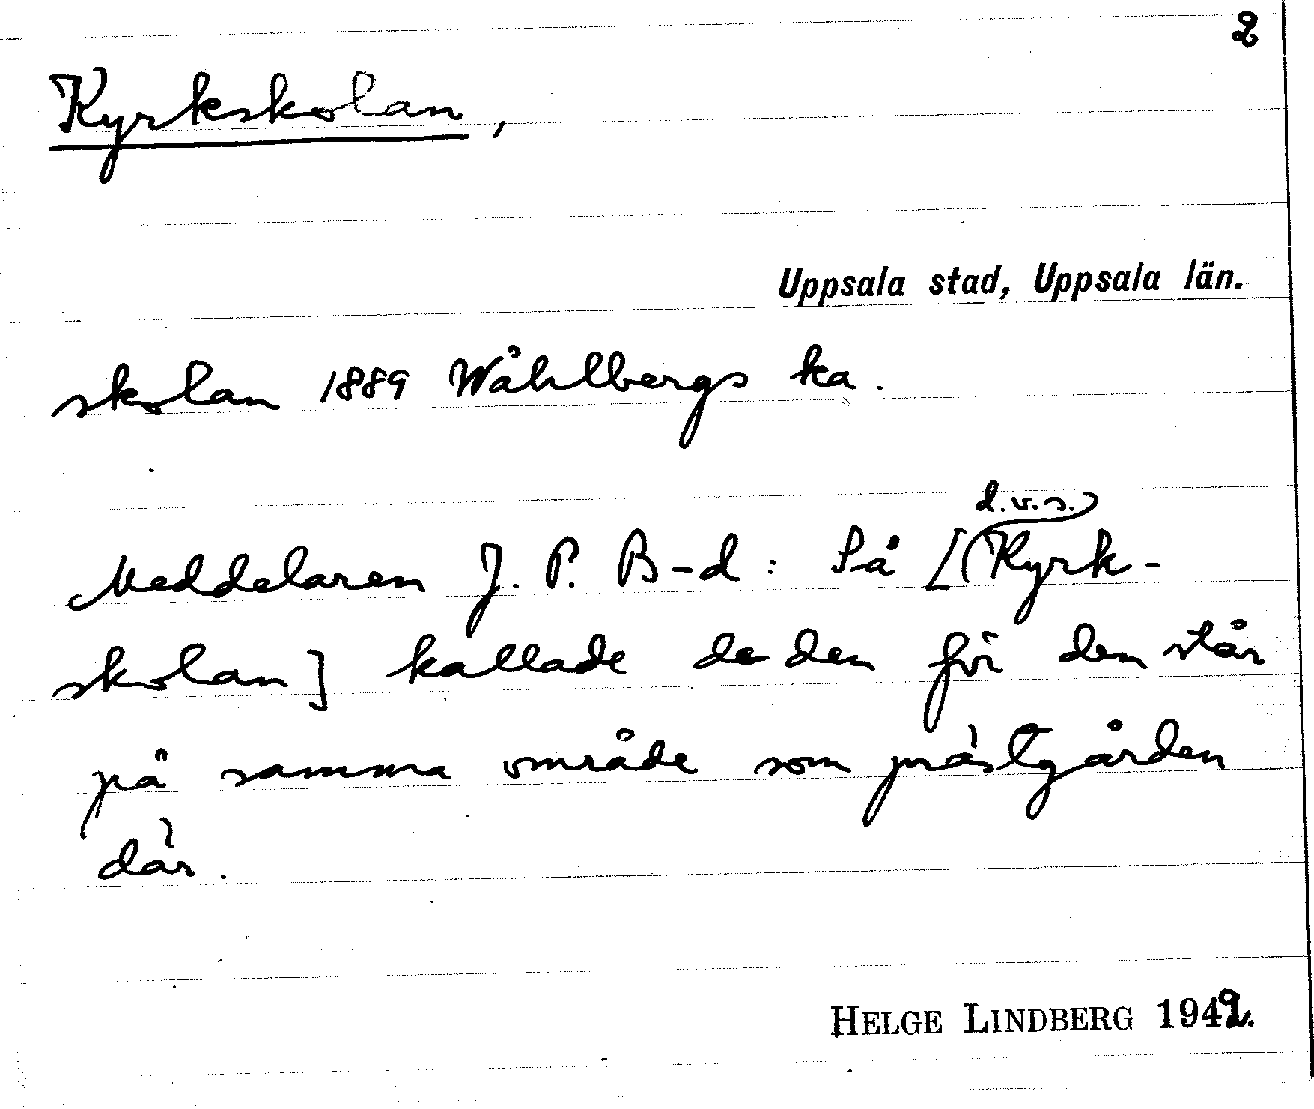 2
Kyrkskolan,
Uppsala stad, Uppsala län.
skolan 1889 Wåhlbergs ka.
d.v.s.
Meddelaren J. P. B-d: Så [(Kyrk-
skolan] kallade de den för den står
på samma område som prästgården
där.
HELGE LINDBERG 1942.